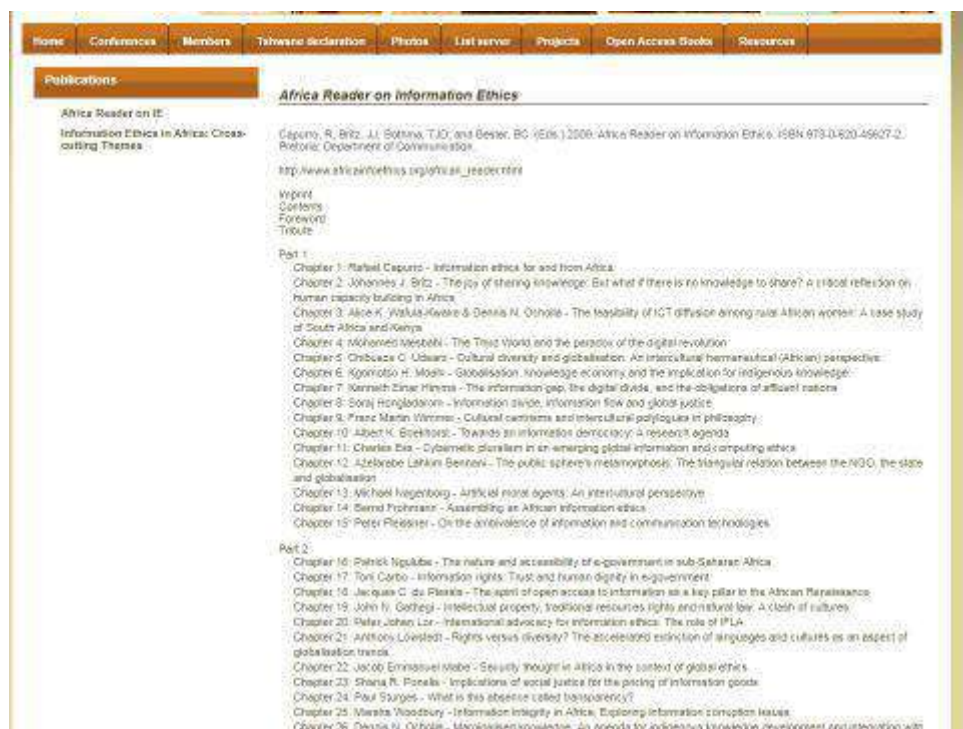 Home Conferences Members Tshwane declaration Photos List server Projects Open Access Books Resources
Publications
Africa Reader on IE
Information Ethics in Africa: Cross-
cutting Themes
Africa Reader on Information Ethics
Capurro, R, Britz, JJ, Bothma, TJD, and Bester, BC (Eds.) 2009. Africa Reader on Information Ethics. ISBN 978-0-620-45627-2.
Pretoria: Department of Communication.
http://www.africainfoethics.org/african_reader.html
Imprint
Contents
Foreword
Tribute
Part 1
Chapter 1: Rafael Capurro - Information ethics for and from Africa
Chapter 2: Johannes J. Britz - The joy of sharing knowledge: But what if there is no knowledge to share? A critical reflection on
human capacity building in Africa
Chapter 3: Alice K. Wafula-Kwake & Dennis N. Ocholla - The feasibility of ICT diffusion among rural African women: A case study
of South Africa and Kenya
Chapter 4: Mohamed Mesbahi - The Third World and the paradox of the digital revolution
Chapter 5: Chibueze C. Udeani - Cultural diversity and globalisation: An intercultural hermeneutical (African) perspective
Chapter 6: Kgomotso H. Moahi - Globalisation, knowledge economy and the implication for indigenous knowledge
Chapter 7: Kenneth Einar Himma - The information gap, the digital divide, and the obligations of affluent nations
Chapter 8: Soraj Hongladarom - Information divide, information flow and global justice
Chapter 9: Franz Martin Wimmer - Cultural centrisms and intercultural polylogues in philosophy
Chapter 10: Albert K. Boekhorst - Towards an information democracy: A research agenda
Chapter 11: Charles Ess - Cybernetic pluralism in an emerging global information and computing ethics
Chapter 12: Azelarabe Lahkim Bennani - The public sphere's metamorphosis: The triangular relation between the NGO, the state
and globalisation
Chapter 13: Michael Nagenborg - Artificial moral agents: An intercultural perspective
Chapter 14: Bernd Frohmann - Assembling an African information ethics
Chapter 15: Peter Fleissner - On the ambivalence of information and communication technologies
Part 2
Chapter 16: Patrick Ngulube - The nature and accessibility of e-government in sub-Saharan Africa
Chapter 17: Toni Carbo - Information rights: Trust and human dignity in e-government
Chapter 18: Jacques C. du Plessis - The spirit of open access to information as a key pillar in the African Renaissance
Chapter 19: John N. Gathegi - Intellectual property, traditional resources rights and natural law: A clash of cultures
Chapter 20: Peter Johan Lor - International advocacy for information ethics: The role of IFLA
Chapter 21: Anthony Löwstedt - Rights versus diversity? The accelerated extinction of languages and cultures as an aspect of
globalisation trends
Chapter 22: Jacob Emmanuel Mabe - Security thought in Africa in the context of global ethics
Chapter 23: Shana R. Ponelis - Implications of social justice for the pricing of information goods
Chapter 24: Paul Sturges - What is this absence called transparency?
Chapter 25: Marsha Woodbury - Information integrity in Africa: Exploring information corruption issues
Chapter 26: Dennis N. Ocholla - Marginalised knowledge: An agenda for indigenous knowledge development and integration with